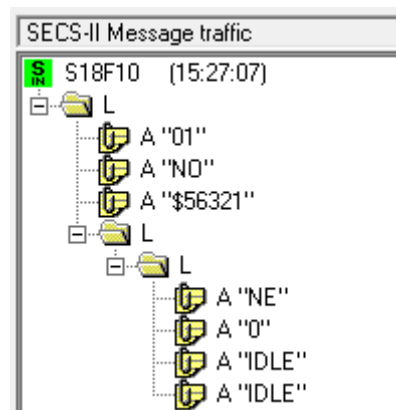 SECS-II Message traffic
S IN S18F10 (15:27:07)
L
A "01"
A "NO"
A "$56321"
L
L
A "NE"
A "0"
A "IDLE"
A "IDLE"